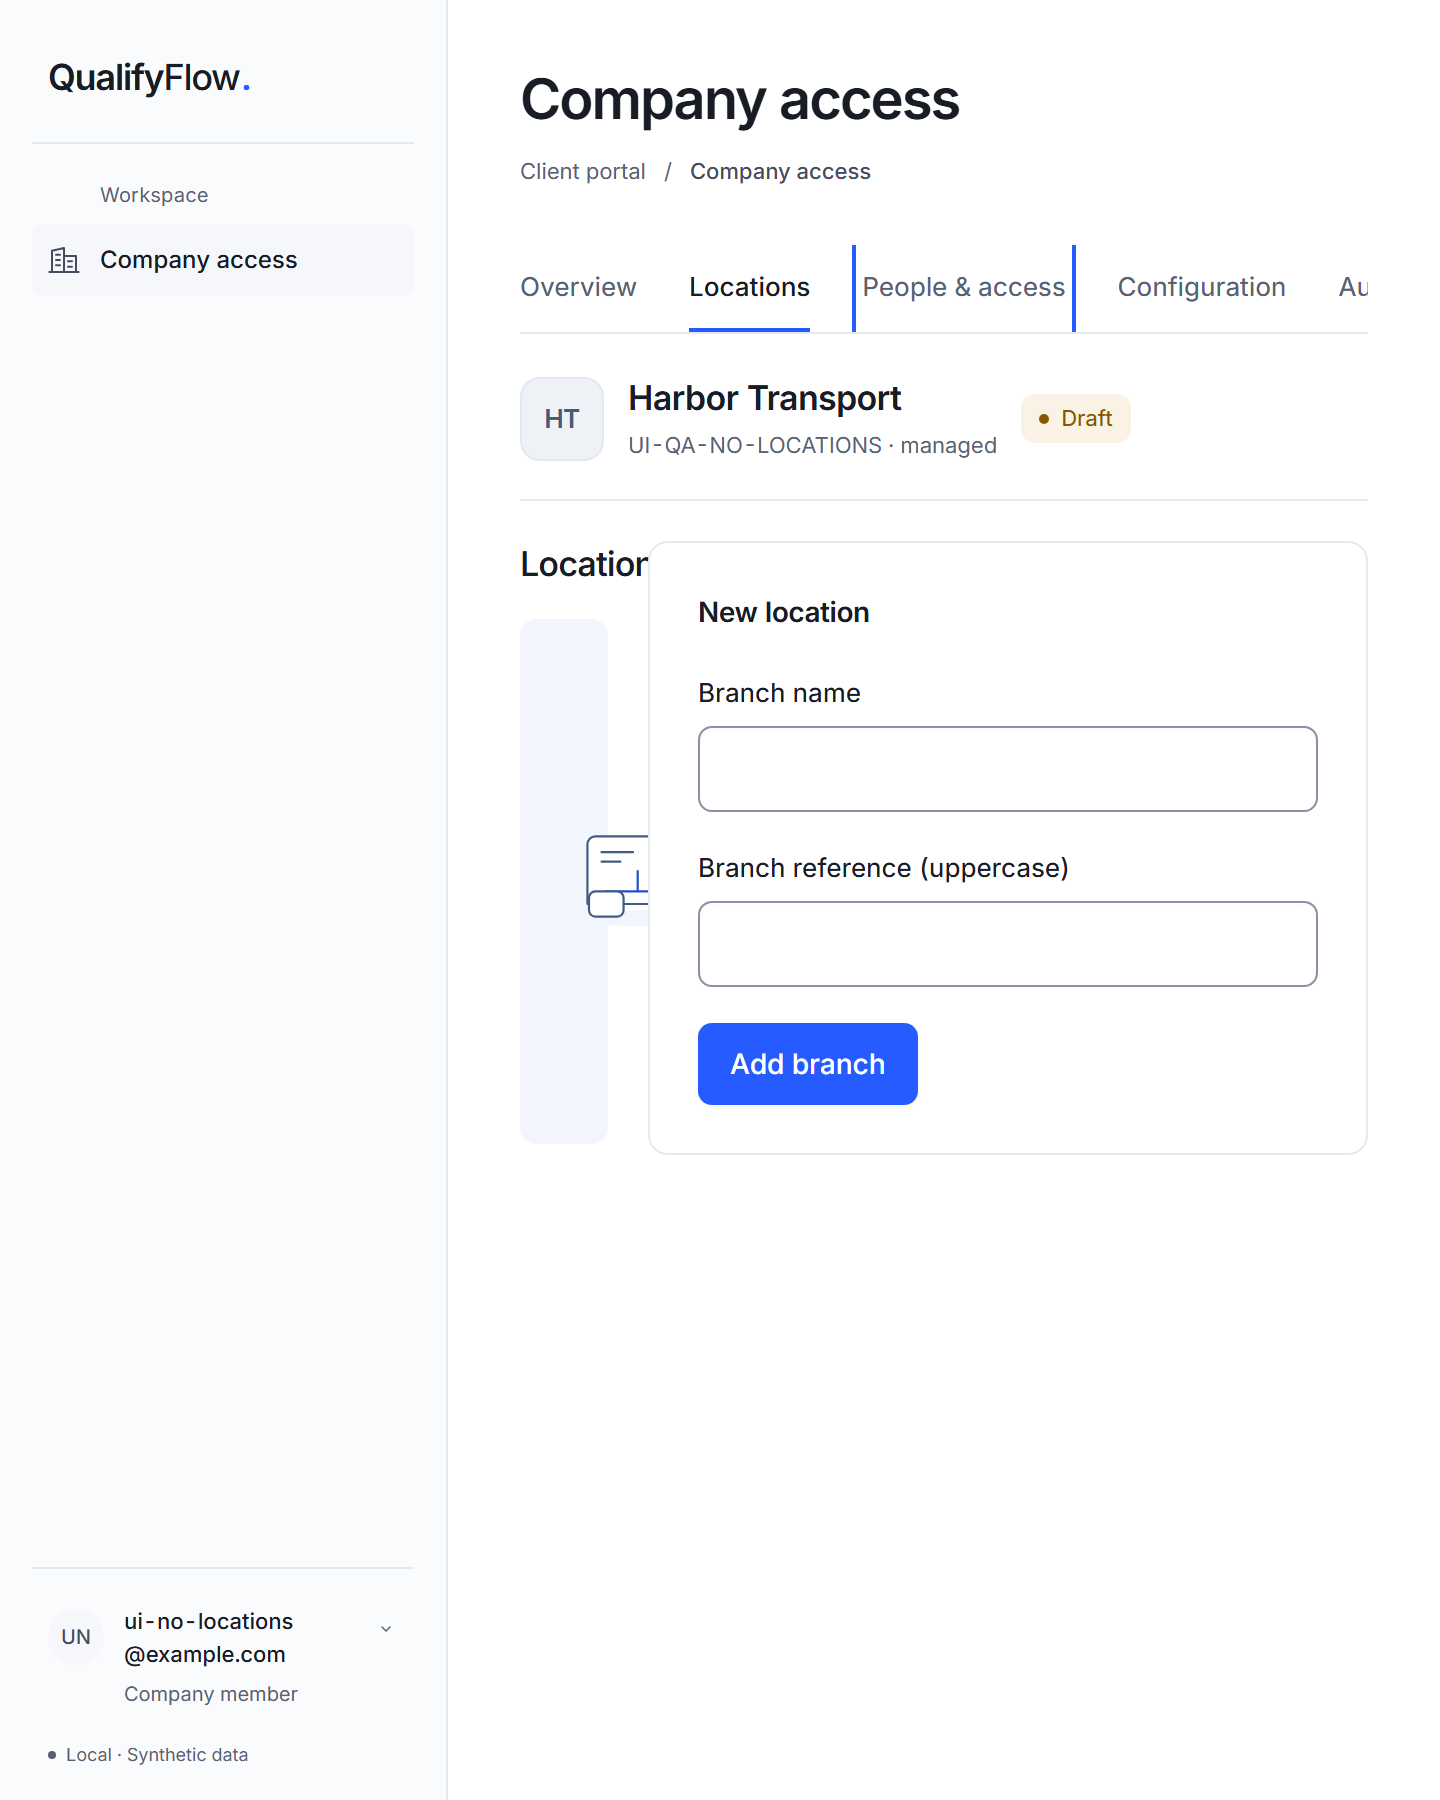 QualifyFlow.
Workspace
Company access
Company access
Client portal / Company access
Overview Locations People & access Configuration Au
Harbor Transport
HT
UI-QA-NO-LOCATIONS · managed
Draft
Location
New location
Branch name
Branch reference (uppercase)
Add branch
UN
ui-no-locations
@example.com
Company member
Local · Synthetic data